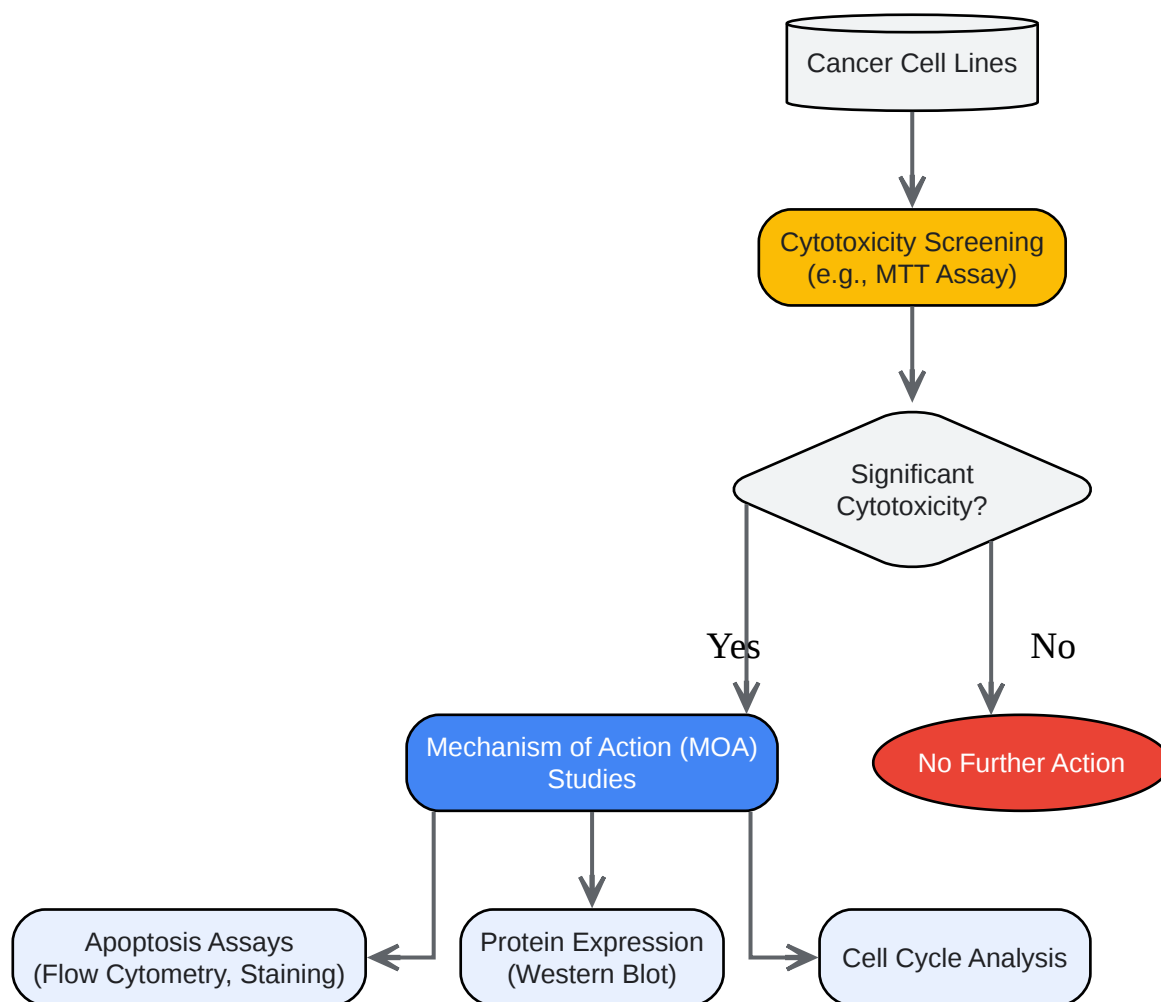 Cancer Cell Lines
Cytotoxicity Screening
(e.g., MTT Assay)
Significant
Cytotoxicity?
Yes
No
Mechanism of Action (MOA)
Studies
No Further Action
Apoptosis Assays
(Flow Cytometry, Staining)
Protein Expression
(Western Blot)
Cell Cycle Analysis